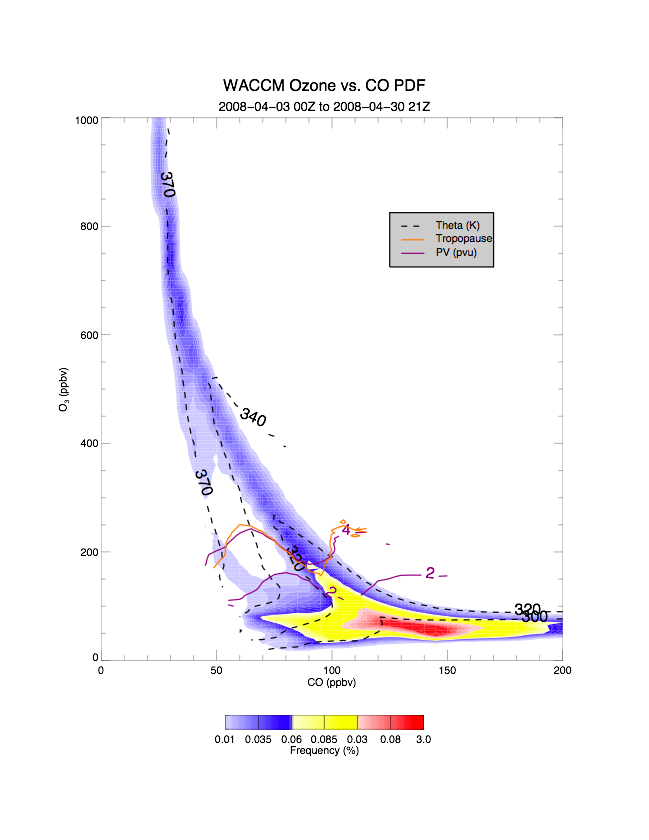 WACCM Ozone vs. CO PDF
2008-04-03 00Z to 2008-04-30 21Z
1000
800
600
400
200
0
O3 (ppbv)
370
340
370
320
4
2
2
320
300
Theta (K)
Tropopause
PV (pvu)
0 50 100 150 200
CO (ppbv)
0.01 0.035 0.06 0.085 0.03 0.08 3.0
Frequency (%)